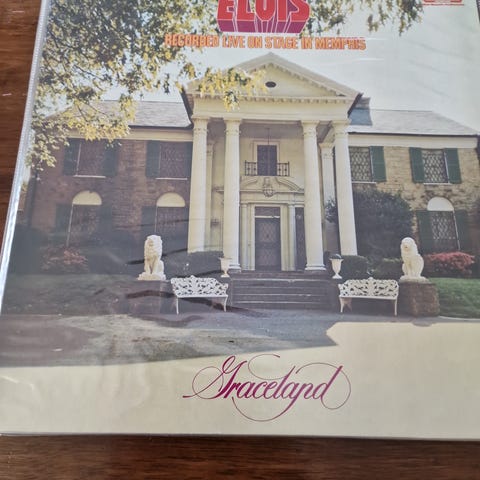 ELVIS
RECORDED LIVE ON STAGE IN MEMPHIS
Graceland